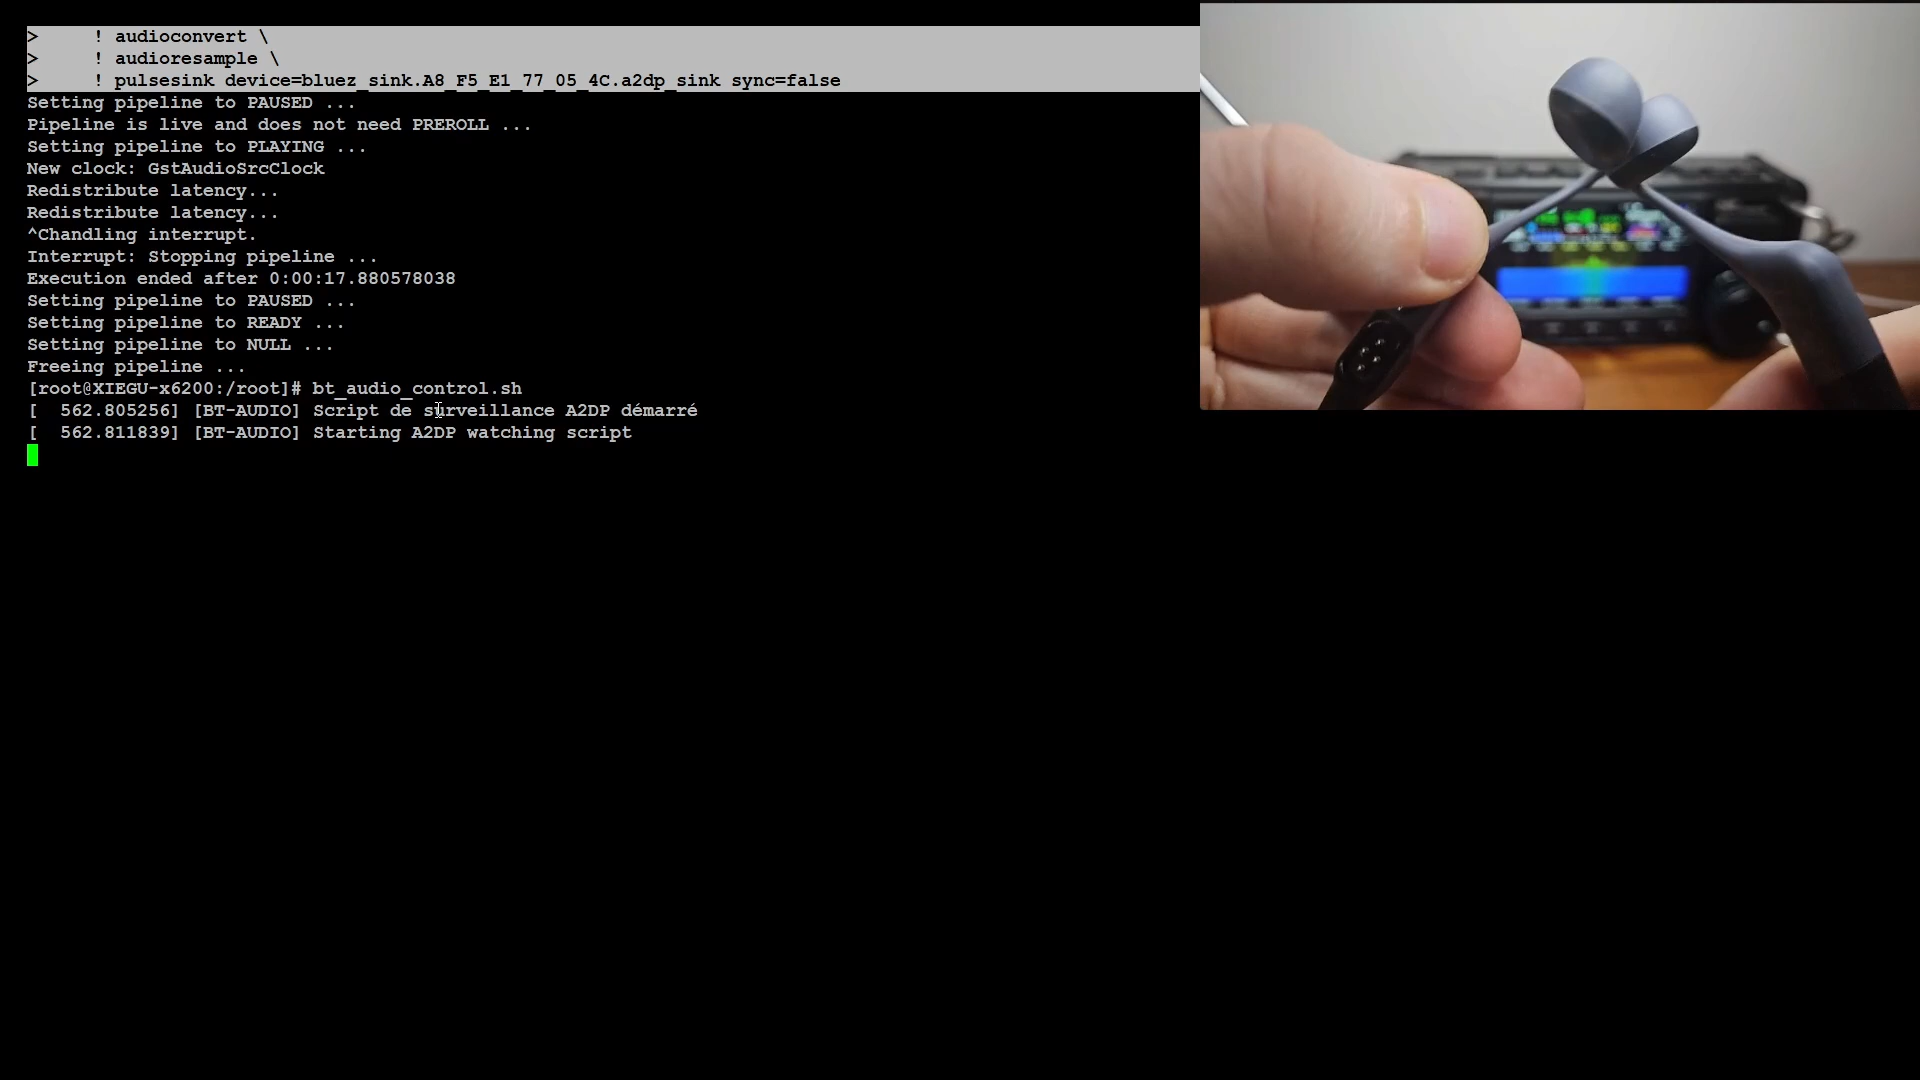 >     ! audioconvert \
>     ! audioresample \
>     ! pulsesink device=bluez_sink.A8_F5_E1_77_05_4C.a2dp_sink sync=false
Setting pipeline to PAUSED ...
Pipeline is live and does not need PREROLL ...
Setting pipeline to PLAYING ...
New clock: GstAudioSrcClock
Redistribute latency...
Redistribute latency...
^Chandling interrupt.
Interrupt: Stopping pipeline ...
Execution ended after 0:00:17.880578038
Setting pipeline to PAUSED ...
Setting pipeline to READY ...
Setting pipeline to NULL ...
Freeing pipeline ...
[root@XIEGU-x6200:/root]# bt_audio_control.sh
[  562.805256] [BT-AUDIO] Script de surveillance A2DP démarré
[  562.811839] [BT-AUDIO] Starting A2DP watching script